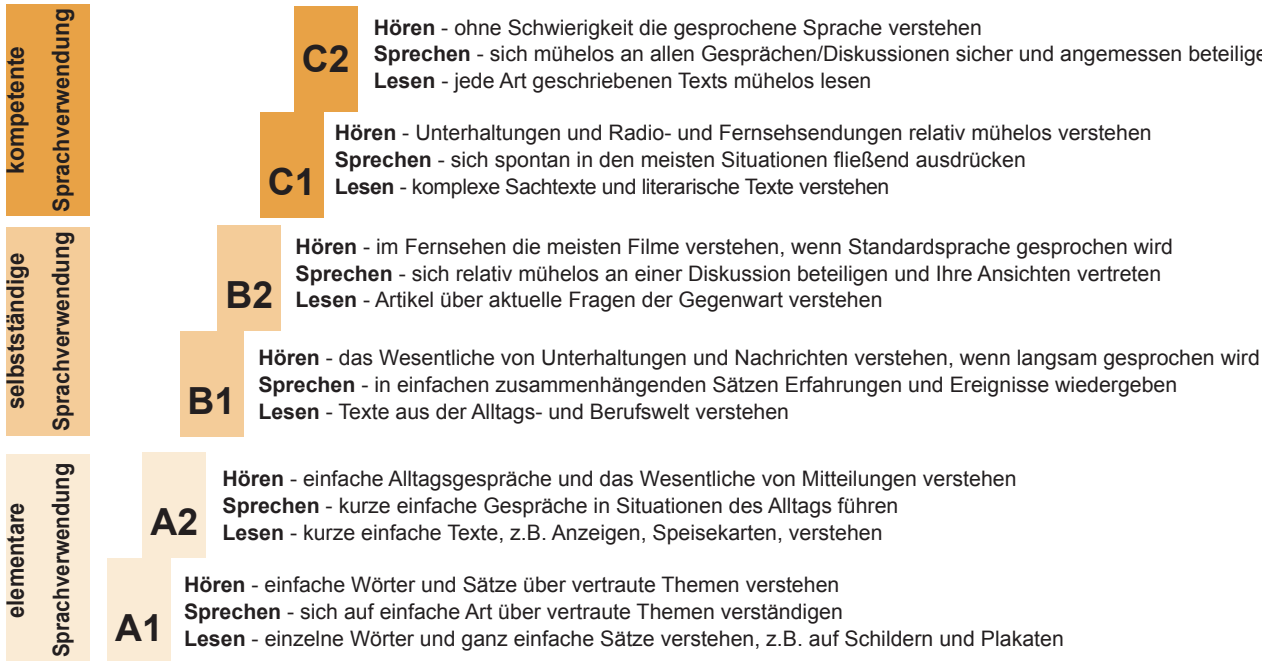 kompetente
Sprachverwendung
C2
Hören - ohne Schwierigkeit die gesprochene Sprache verstehen
Sprechen - sich mühelos an allen Gesprächen/Diskussionen sicher und angemessen beteilige
Lesen - jede Art geschriebenen Texts mühelos lesen
C1
Hören - Unterhaltungen und Radio- und Fernsehsendungen relativ mühelos verstehen
Sprechen - sich spontan in den meisten Situationen fließend ausdrücken
Lesen - komplexe Sachtexte und literarische Texte verstehen
selbstständige
Sprachverwendung
B2
Hören - im Fernsehen die meisten Filme verstehen, wenn Standardsprache gesprochen wird
Sprechen - sich relativ mühelos an einer Diskussion beteiligen und Ihre Ansichten vertreten
Lesen - Artikel über aktuelle Fragen der Gegenwart verstehen
B1
Hören - das Wesentliche von Unterhaltungen und Nachrichten verstehen, wenn langsam gesprochen wird
Sprechen - in einfachen zusammenhängenden Sätzen Erfahrungen und Ereignisse wiedergeben
Lesen - Texte aus der Alltags- und Berufswelt verstehen
elementare
Sprachverwendung
A2
Hören - einfache Alltagsgespräche und das Wesentliche von Mitteilungen verstehen
Sprechen - kurze einfache Gespräche in Situationen des Alltags führen
Lesen - kurze einfache Texte, z.B. Anzeigen, Speisekarten, verstehen
A1
Hören - einfache Wörter und Sätze über vertraute Themen verstehen
Sprechen - sich auf einfache Art über vertraute Themen verständigen
Lesen - einzelne Wörter und ganz einfache Sätze verstehen, z.B. auf Schildern und Plakaten